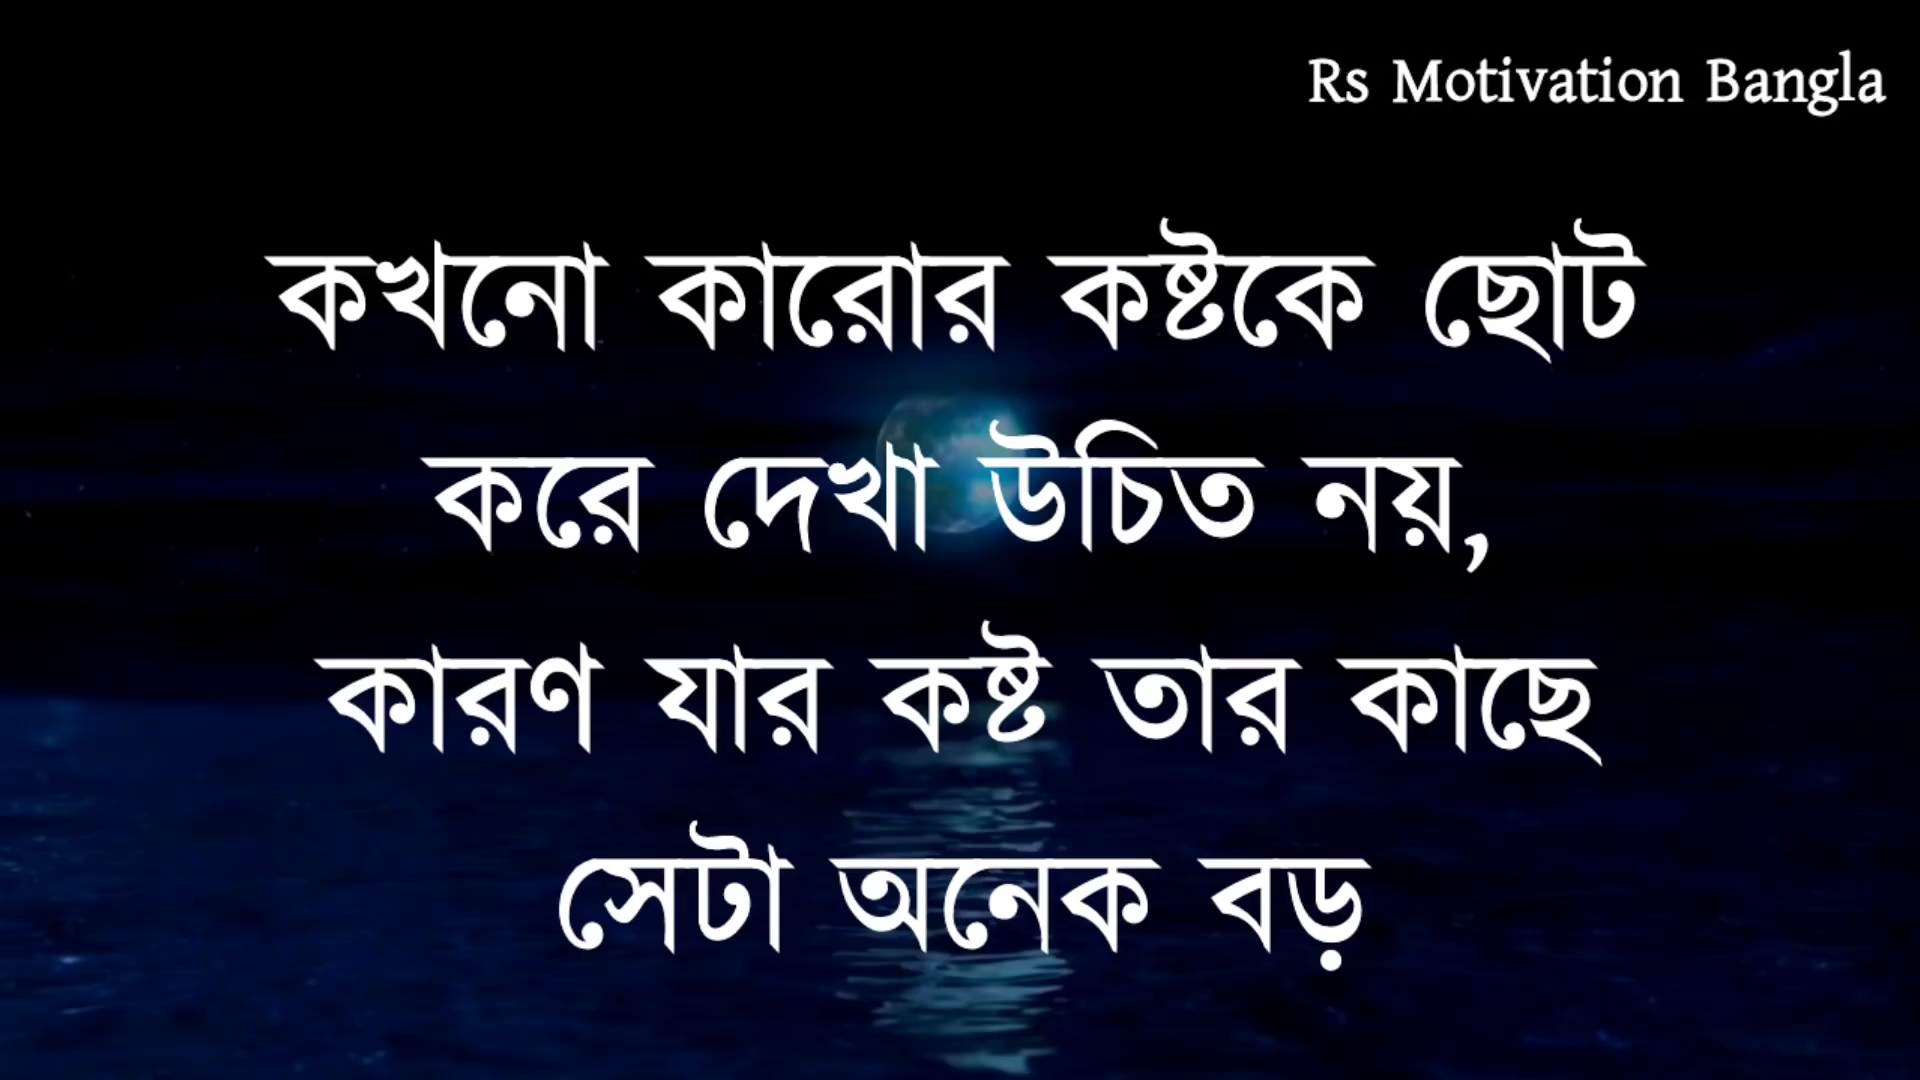 Rs Motivation Bangla
কখনো কারোর কষ্টকে ছোট
করে দেখা উচিত নয়,
কারণ যার কষ্ট তার কাছে
সেটা অনেক বড়